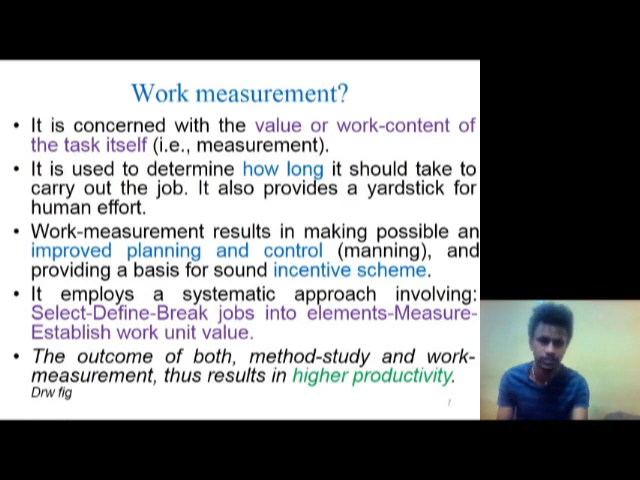 Work measurement?
• It is concerned with the value or work-content of
the task itself (i.e., measurement).
• It is used to determine how long it should take to
carry out the job. It also provides a yardstick for
human effort.
• Work-measurement results in making possible an
improved planning and control (manning), and
providing a basis for sound incentive scheme.
• It employs a systematic approach involving:
Select-Define-Break jobs into elements-Measure-
Establish work unit value.
• The outcome of both, method-study and work-
measurement, thus results in higher productivity.
Drw fig